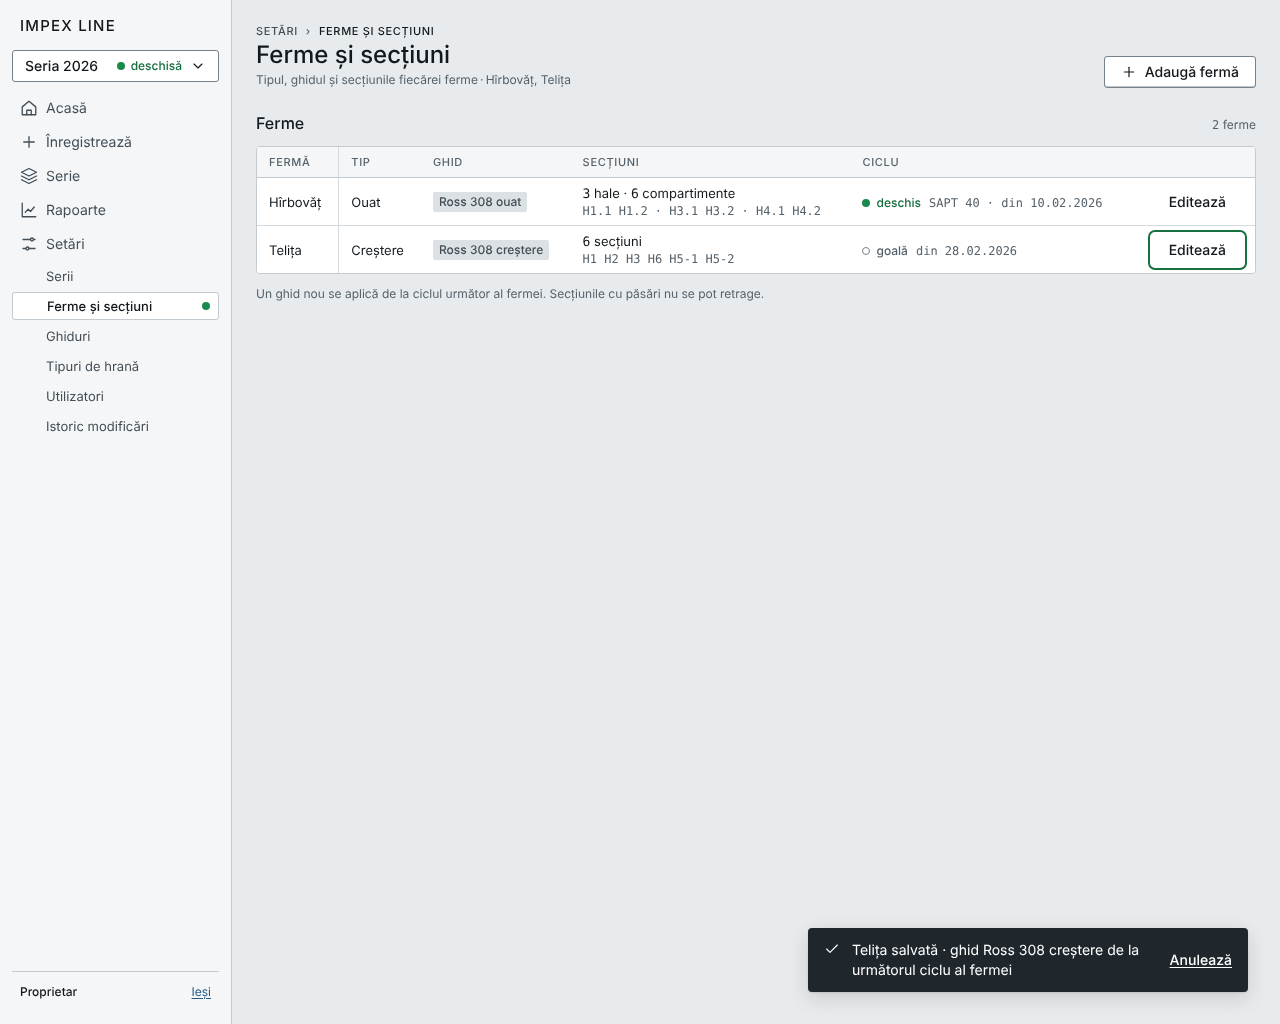 IMPEX LINE
Seria 2026 deschisă
Acasă
Înregistrează
Serie
Rapoarte
Setări
Serii
Ferme și secțiuni
Ghiduri
Tipuri de hrană
Utilizatori
Istoric modificări
Proprietar Ieși
SETĂRI › FERME ȘI SECȚIUNI
Ferme și secțiuni
Tipul, ghidul și secțiunile fiecărei ferme · Hîrbovăț, Telița
Adaugă fermă
Ferme 2 ferme
FERMĂ TIP GHID SECȚIUNI CICLU
Hîrbovăț Ouat Ross 308 ouat 3 hale · 6 compartimente deschis SAPT 40 · din 10.02.2026 Editează
H1.1 H1.2 · H3.1 H3.2 · H4.1 H4.2
Telița Creștere Ross 308 creștere 6 secțiuni goală din 28.02.2026 Editează
H1 H2 H3 H6 H5-1 H5-2
Un ghid nou se aplică de la ciclul următor al fermei. Secțiunile cu păsări nu se pot retrage.
Telița salvată · ghid Ross 308 creștere de la
următorul ciclu al fermei
Anulează